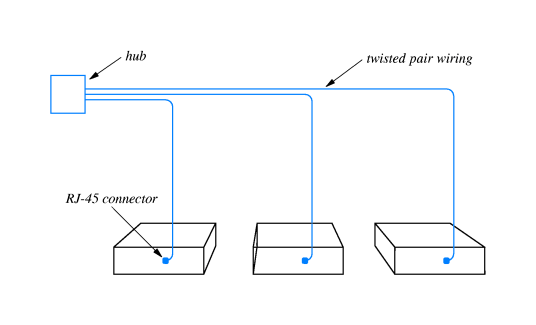 hub
twisted pair wiring
RJ-45 connector